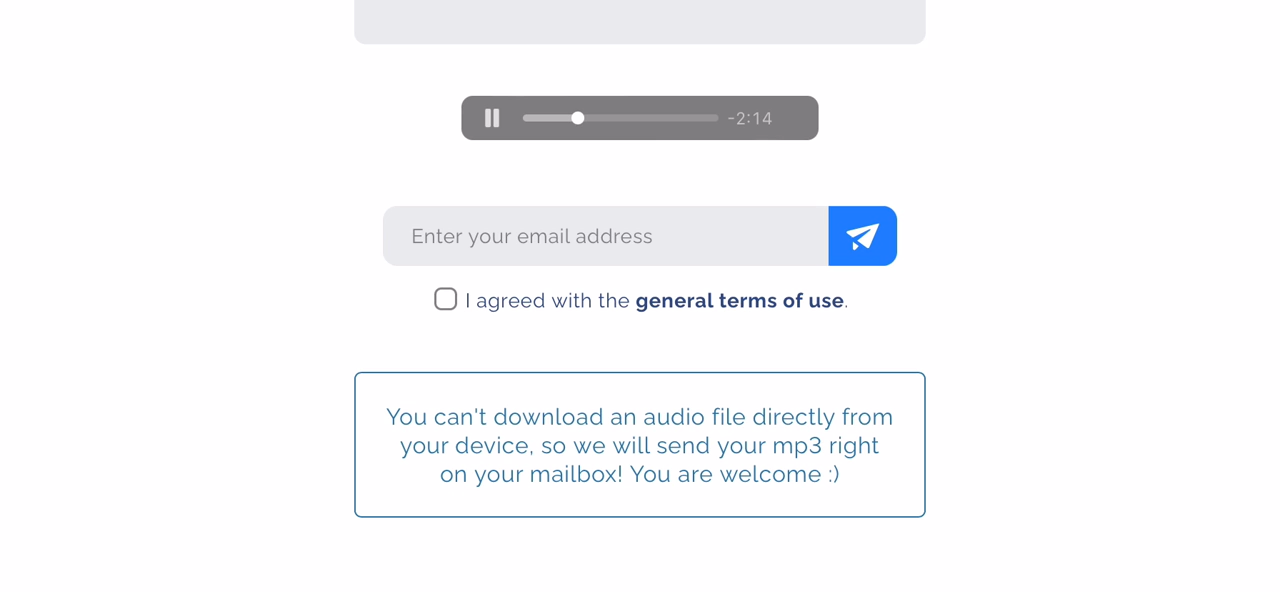 -2:14
Enter your email address
I agreed with the general terms of use.
You can't download an audio file directly from
your device, so we will send your mp3 right
on your mailbox! You are welcome :)